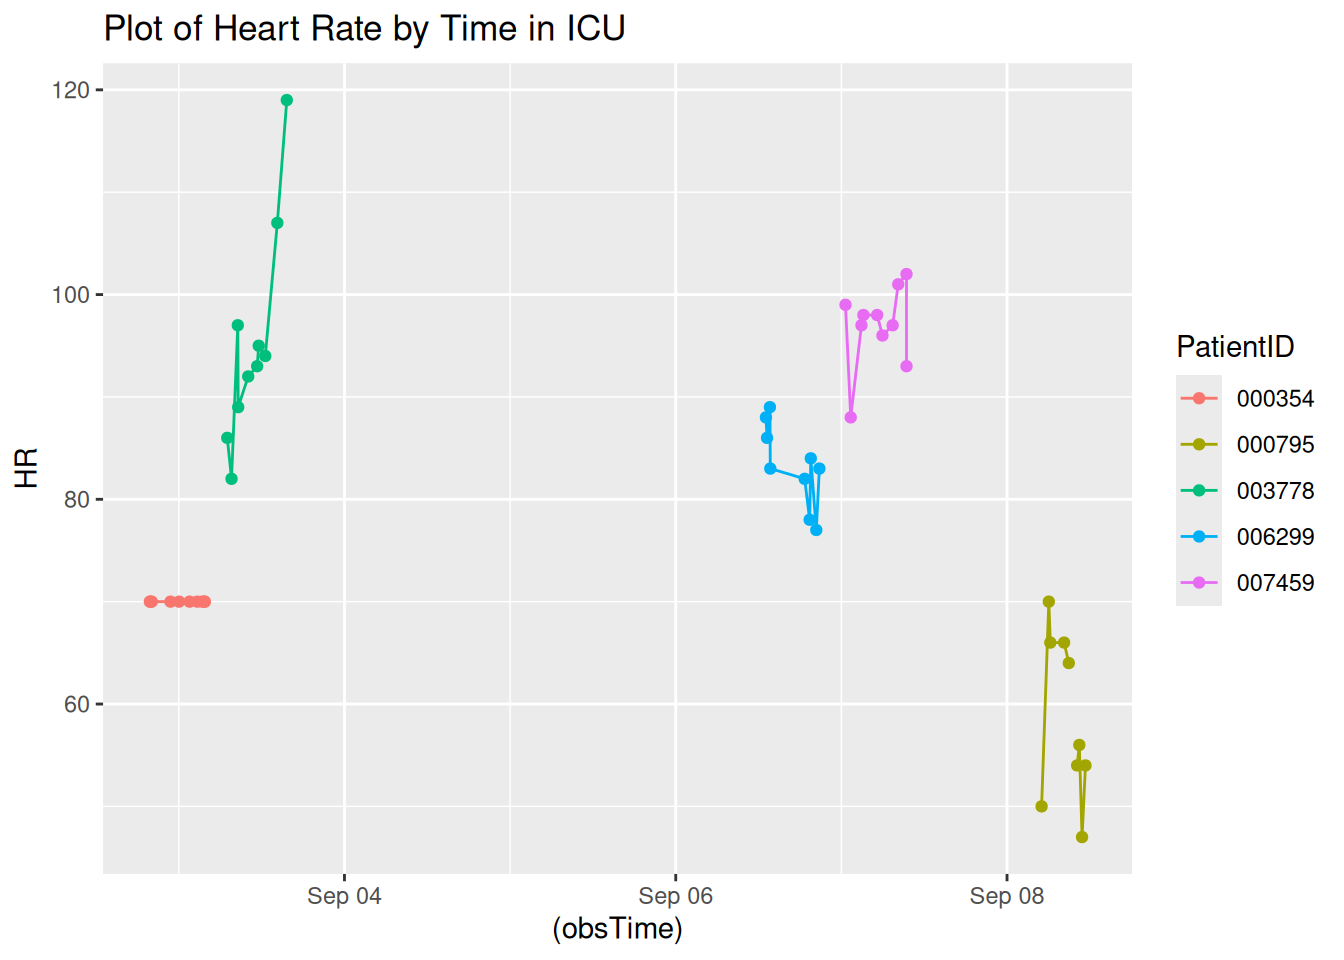 Plot of Heart Rate by Time in ICU
120
100
80
60
HR
Sep 04
Sep 06
Sep 08
(obsTime)
PatientID
000354
000795
003778
006299
007459